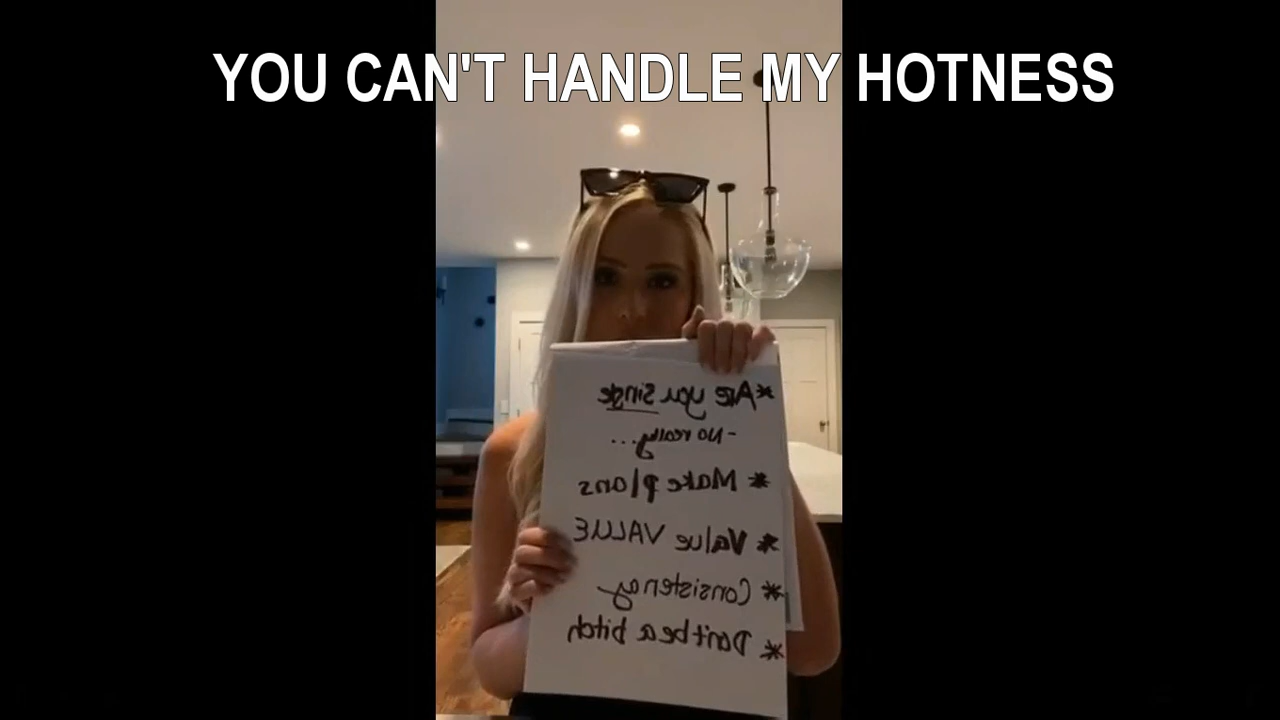 YOU CAN'T HANDLE MY HOTNESS
*Are you single
-No really...
* Make plans
* Value VALUE
* Consistency
* Don't be a bitch